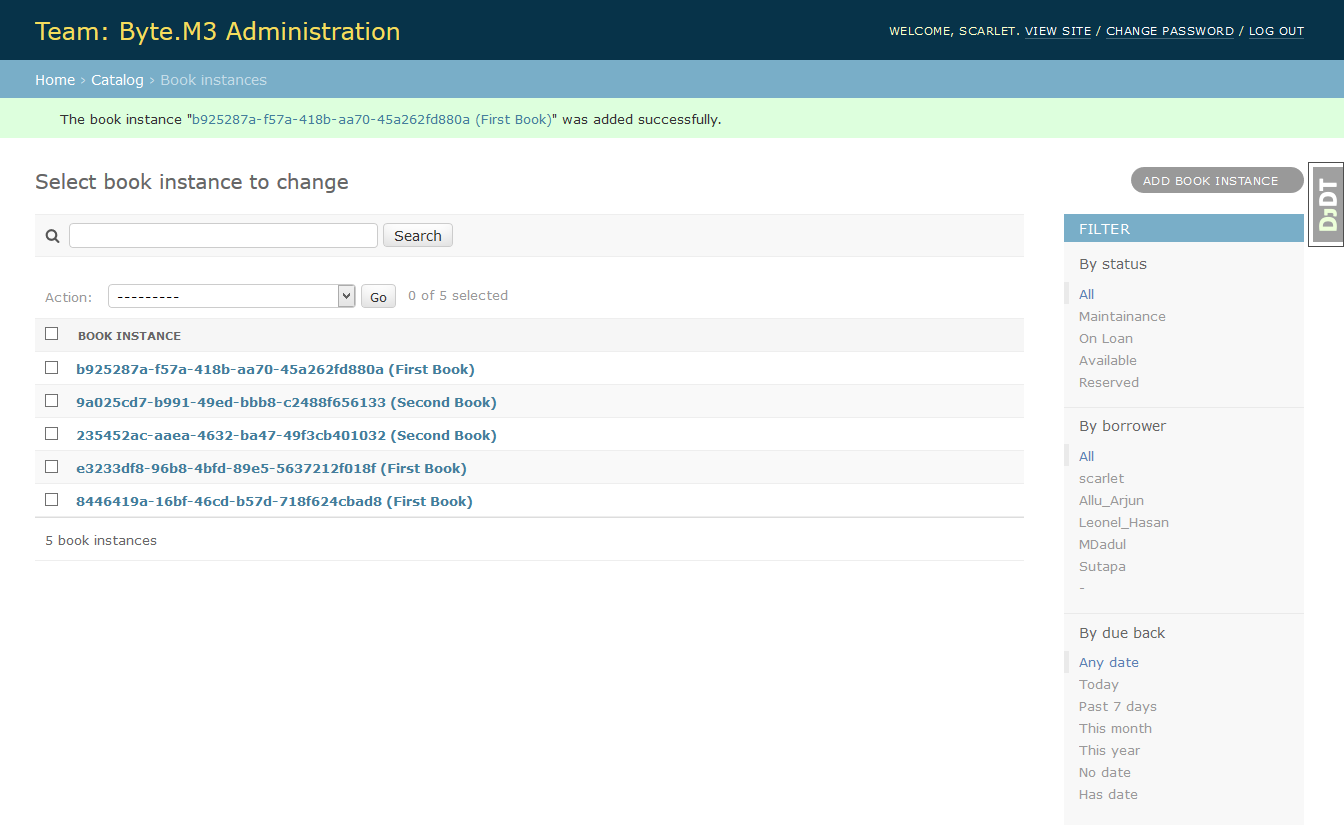 Team: Byte.M3 Administration
WELCOME, SCARLET. VIEW SITE / CHANGE PASSWORD / LOG OUT
Home › Catalog › Book instances
The book instance "b925287a-f57a-418b-aa70-45a262fd880a (First Book)" was added successfully.
Select book instance to change
ADD BOOK INSTANCE
DjDT
Search
Action:
---------
Go
0 of 5 selected
BOOK INSTANCE
b925287a-f57a-418b-aa70-45a262fd880a (First Book)
9a025cd7-b991-49ed-bbb8-c2488f656133 (Second Book)
235452ac-aaea-4632-ba47-49f3cb401032 (Second Book)
e3233df8-96b8-4bfd-89e5-5637212f018f (First Book)
8446419a-16bf-46cd-b57d-718f624cbad8 (First Book)
5 book instances
FILTER
By status
All
Maintainance
On Loan
Available
Reserved
By borrower
All
scarlet
Allu_Arjun
Leonel_Hasan
MDadul
Sutapa
-
By due back
Any date
Today
Past 7 days
This month
This year
No date
Has date